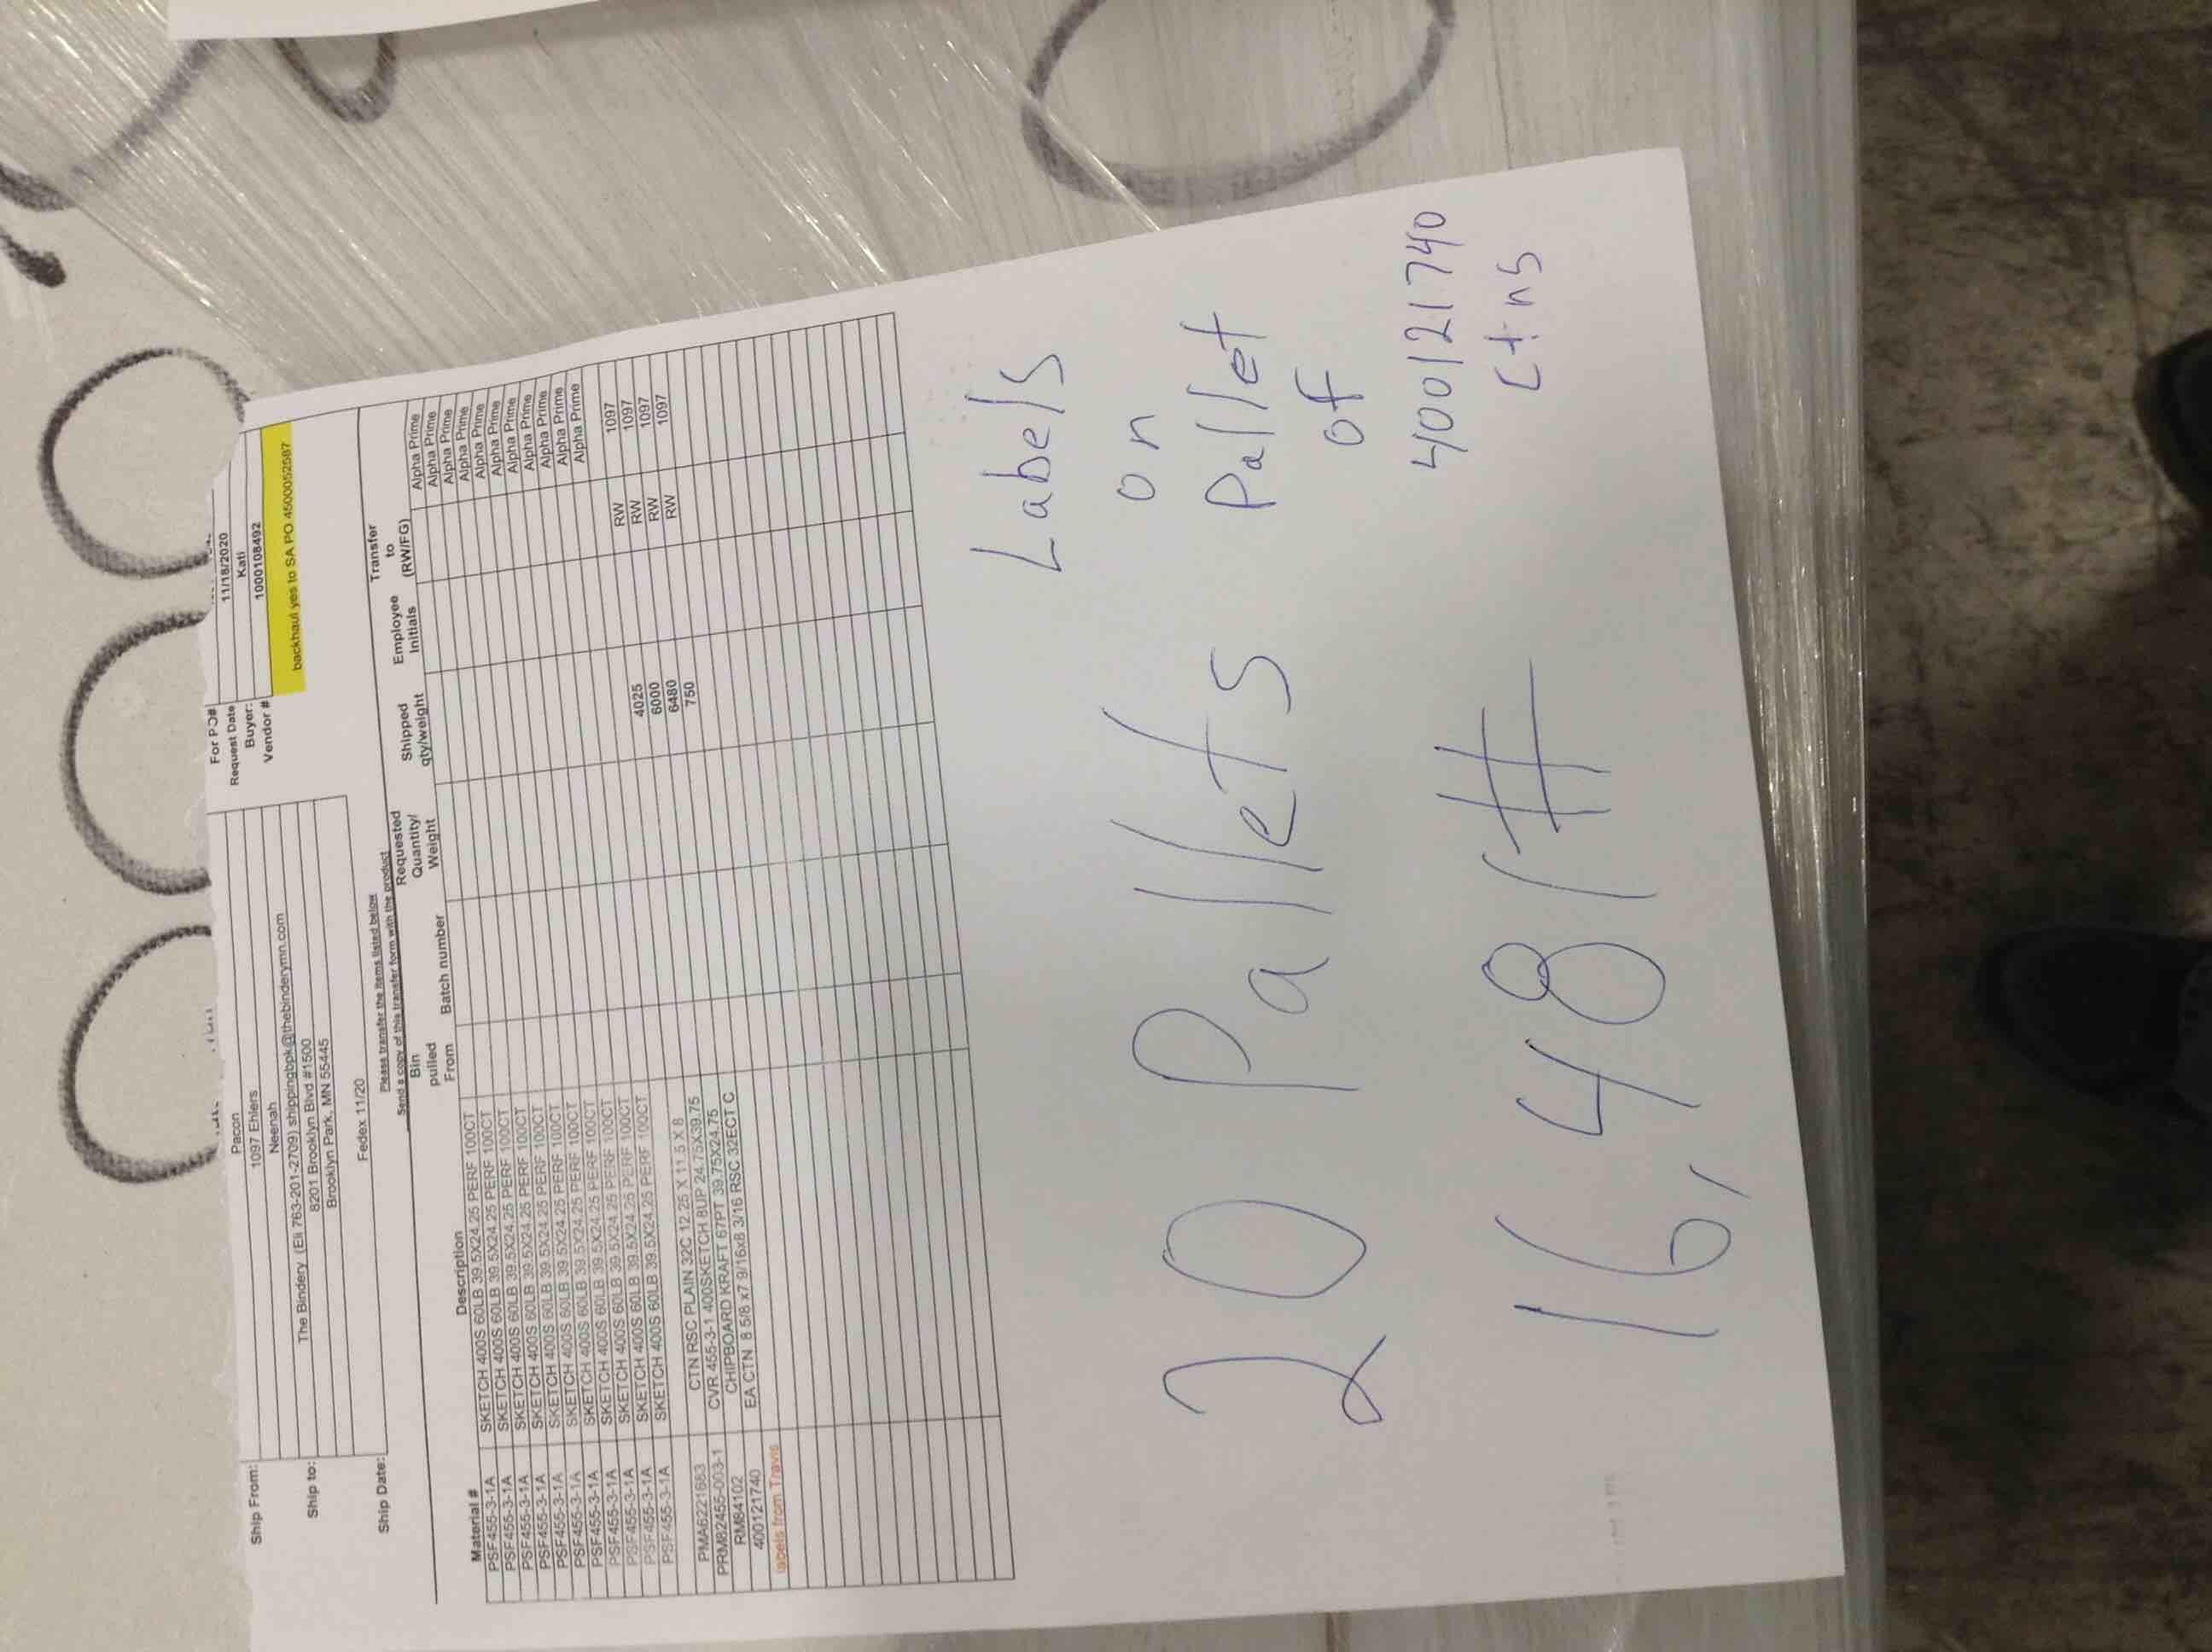 For PO#
Ship From: Pacon Request Date 11/18/2020
1097 Ehlers Buyer: Kati
Neenah Vendor # 1000108492
Ship to: The Bindery (Eli 763-201-2709) shippingbpk@thebinderymn.com backhaul yes to SA PO 4500052587
8201 Brooklyn Blvd #1500
Brooklyn Park, MN 55445
Ship Date: Fedex 11/20
Please transfer the items listed below
Send a copy of this transfer form with the product
Material # Description Bin pulled From Batch number Requested Quantity/ Weight Shipped qty/weight Employee Initials Transfer to (RW/FG)
PSF455-3-1A SKETCH 400S 60LB 39.5X24.25 PERF 100CT Alpha Prime
PSF455-3-1A SKETCH 400S 60LB 39.5X24.25 PERF 100CT Alpha Prime
PSF455-3-1A SKETCH 400S 60LB 39.5X24.25 PERF 100CT Alpha Prime
PSF455-3-1A SKETCH 400S 60LB 39.5X24.25 PERF 100CT Alpha Prime
PSF455-3-1A SKETCH 400S 60LB 39.5X24.25 PERF 100CT Alpha Prime
PSF455-3-1A SKETCH 400S 60LB 39.5X24.25 PERF 100CT Alpha Prime
PSF455-3-1A SKETCH 400S 60LB 39.5X24.25 PERF 100CT Alpha Prime
PSF455-3-1A SKETCH 400S 60LB 39.5X24.25 PERF 100CT Alpha Prime
PSF455-3-1A SKETCH 400S 60LB 39.5X24.25 PERF 100CT Alpha Prime
PSF455-3-1A SKETCH 400S 60LB 39.5X24.25 PERF 100CT Alpha Prime
PSF455-3-1A SKETCH 400S 60LB 39.5X24.25 PERF 100CT Alpha Prime
PMA6221683 CTN RSC PLAIN 32C 12.25 X 11.5 X 8 4025 RW 1097
PRM82455-003-1 CVR 455-3-1 400SKETCH 8UP 24.75X39.75 6000 RW 1097
RM84102 CHIPBOARD KRAFT 67PT 39.75X24.75 6480 RW 1097
400121740 EA CTN 8 5/8 x7 9/16x8 3/16 RSC 32ECT C 750 RW 1097
labels from Travis
Labels
on
Pallet
of
400121740
Ctns
20 Pallets
16,481#